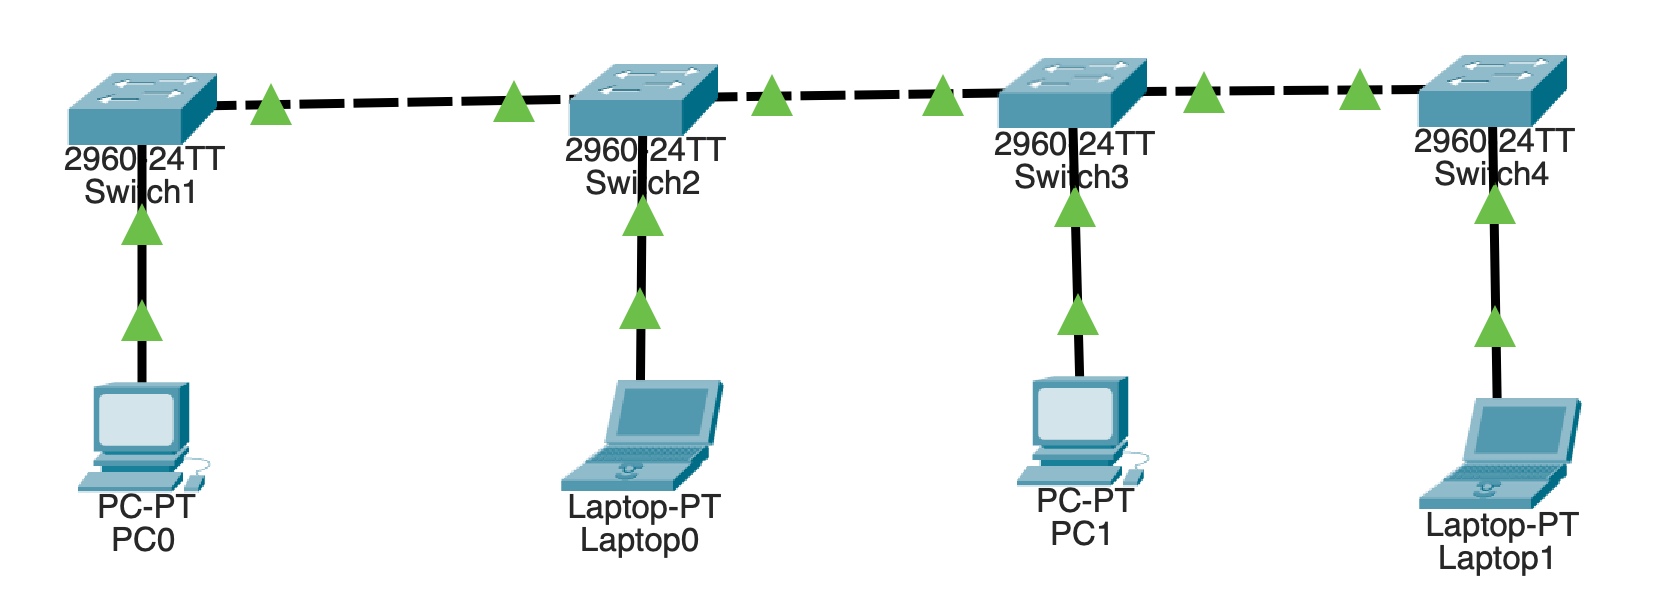 2960-24TT
Switch1
2960-24TT
Switch2
2960-24TT
Switch3
2960-24TT
Switch4
PC-PT
PC0
Laptop-PT
Laptop0
PC-PT
PC1
Laptop-PT
Laptop1